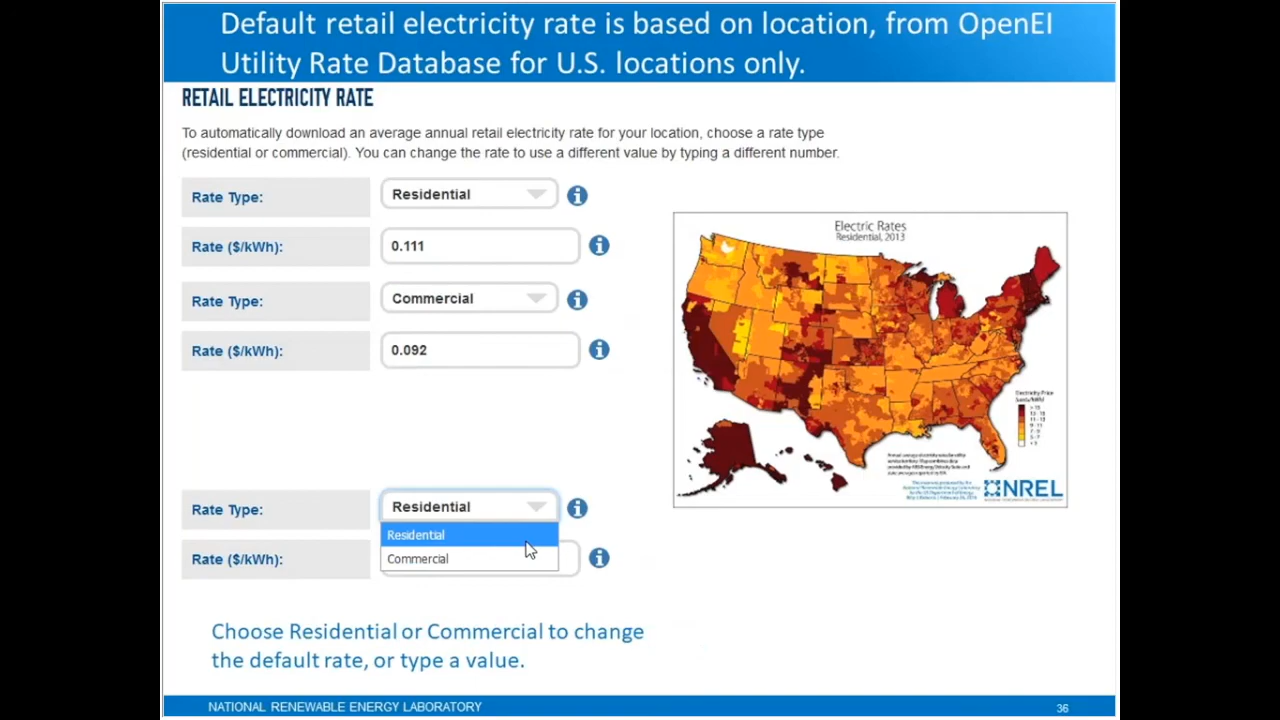 Default retail electricity rate is based on location, from OpenEI
Utility Rate Database for U.S. locations only.
RETAIL ELECTRICITY RATE
To automatically download an average annual retail electricity rate for your location, choose a rate type
(residential or commercial). You can change the rate to use a different value by typing a different number.
Rate Type:
Residential
Rate ($/kWh):
0.111
Rate Type:
Commercial
Rate ($/kWh):
0.092
Electric Rates
Residential, 2013
Electricity Price
NREL
Rate Type:
Residential
Residential
Commercial
Rate ($/kWh):
Choose Residential or Commercial to change
the default rate, or type a value.
NATIONAL RENEWABLE ENERGY LABORATORY
36